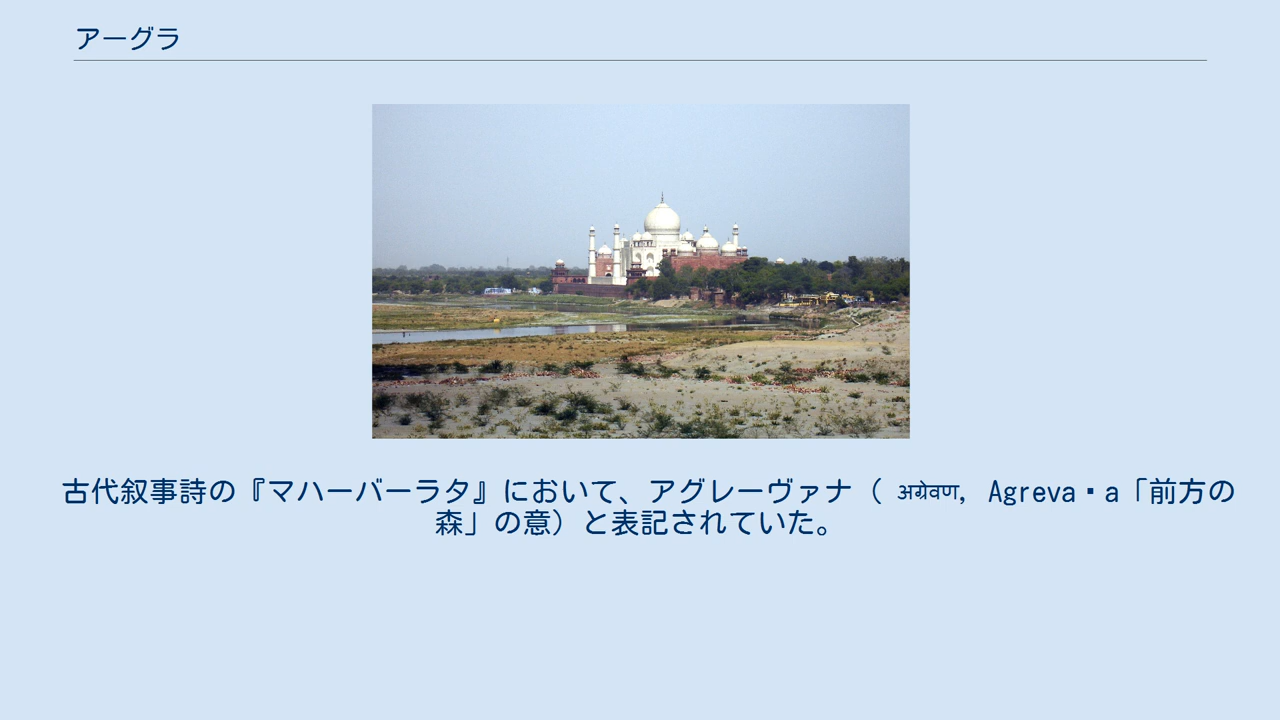 アーグラ
古代叙事詩の『マハーバーラタ』において、アグレーヴァナ（ अग्रेवण, Agreva▪a「前方の
森」の意）と表記されていた。